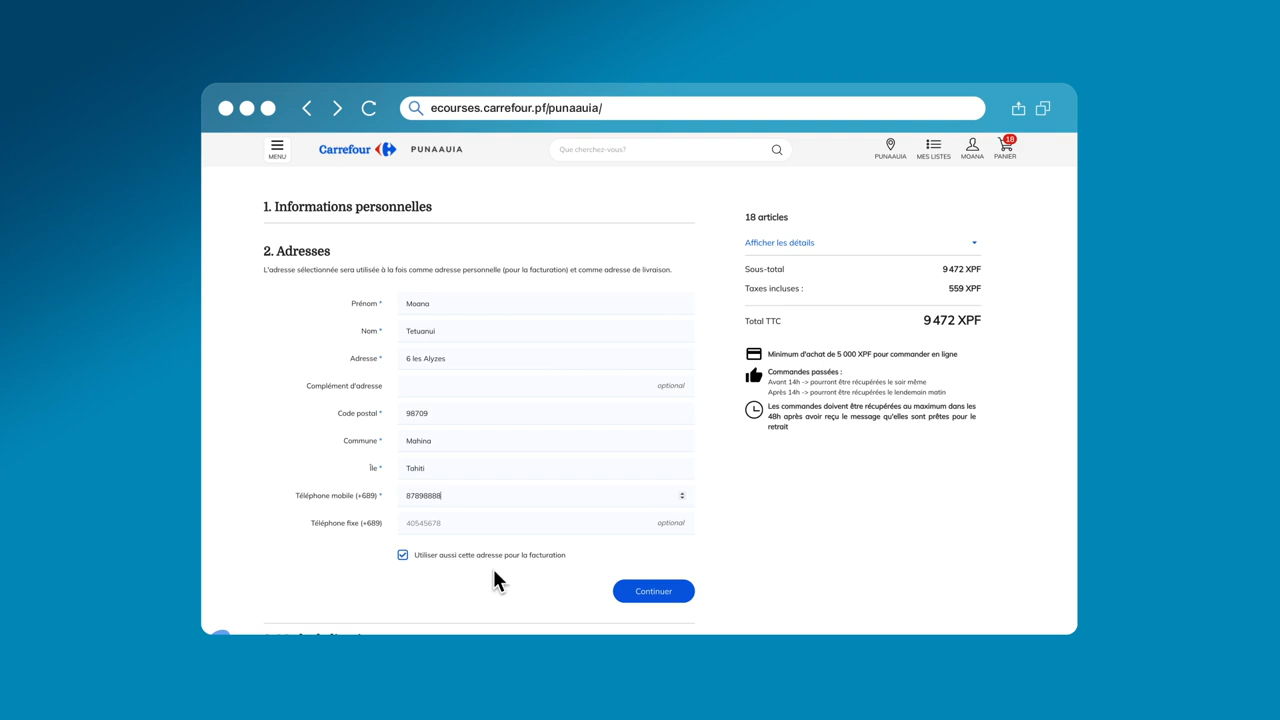 ecourses.carrefour.pf/punaauia/
MENU
Carrefour PUNAAUIA
Que cherchez-vous?
PUNAAUIA
MES LISTES
MOANA
18
PANIER
1. Informations personnelles
2. Adresses
L'adresse sélectionnée sera utilisée à la fois comme adresse personnelle (pour la facturation) et comme adresse de livraison.
Prénom * Moana
Nom * Tetuanui
Adresse * 6 les Alyzes
Complément d'adresse optional
Code postal * 98709
Commune * Mahina
Île * Tahiti
Téléphone mobile (+689) * 87898888
Téléphone fixe (+689) 40545678 optional
Utiliser aussi cette adresse pour la facturation
Continuer
18 articles
Afficher les détails
Sous-total 9 472 XPF
Taxes incluses : 559 XPF
Total TTC 9 472 XPF
Minimum d'achat de 5 000 XPF pour commander en ligne
Commandes passées :
Avant 14h -> pourront être récupérées le soir même
Après 14h -> pourront être récupérées le lendemain matin
Les commandes doivent être récupérées au maximum dans les
48h après avoir reçu le message qu'elles sont prêtes pour le
retrait